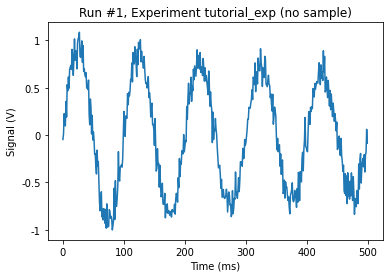 Run #1, Experiment tutorial_exp (no sample)
1
0.5
0
-0.5
-1
Signal (V)
0 100 200 300 400 500
Time (ms)